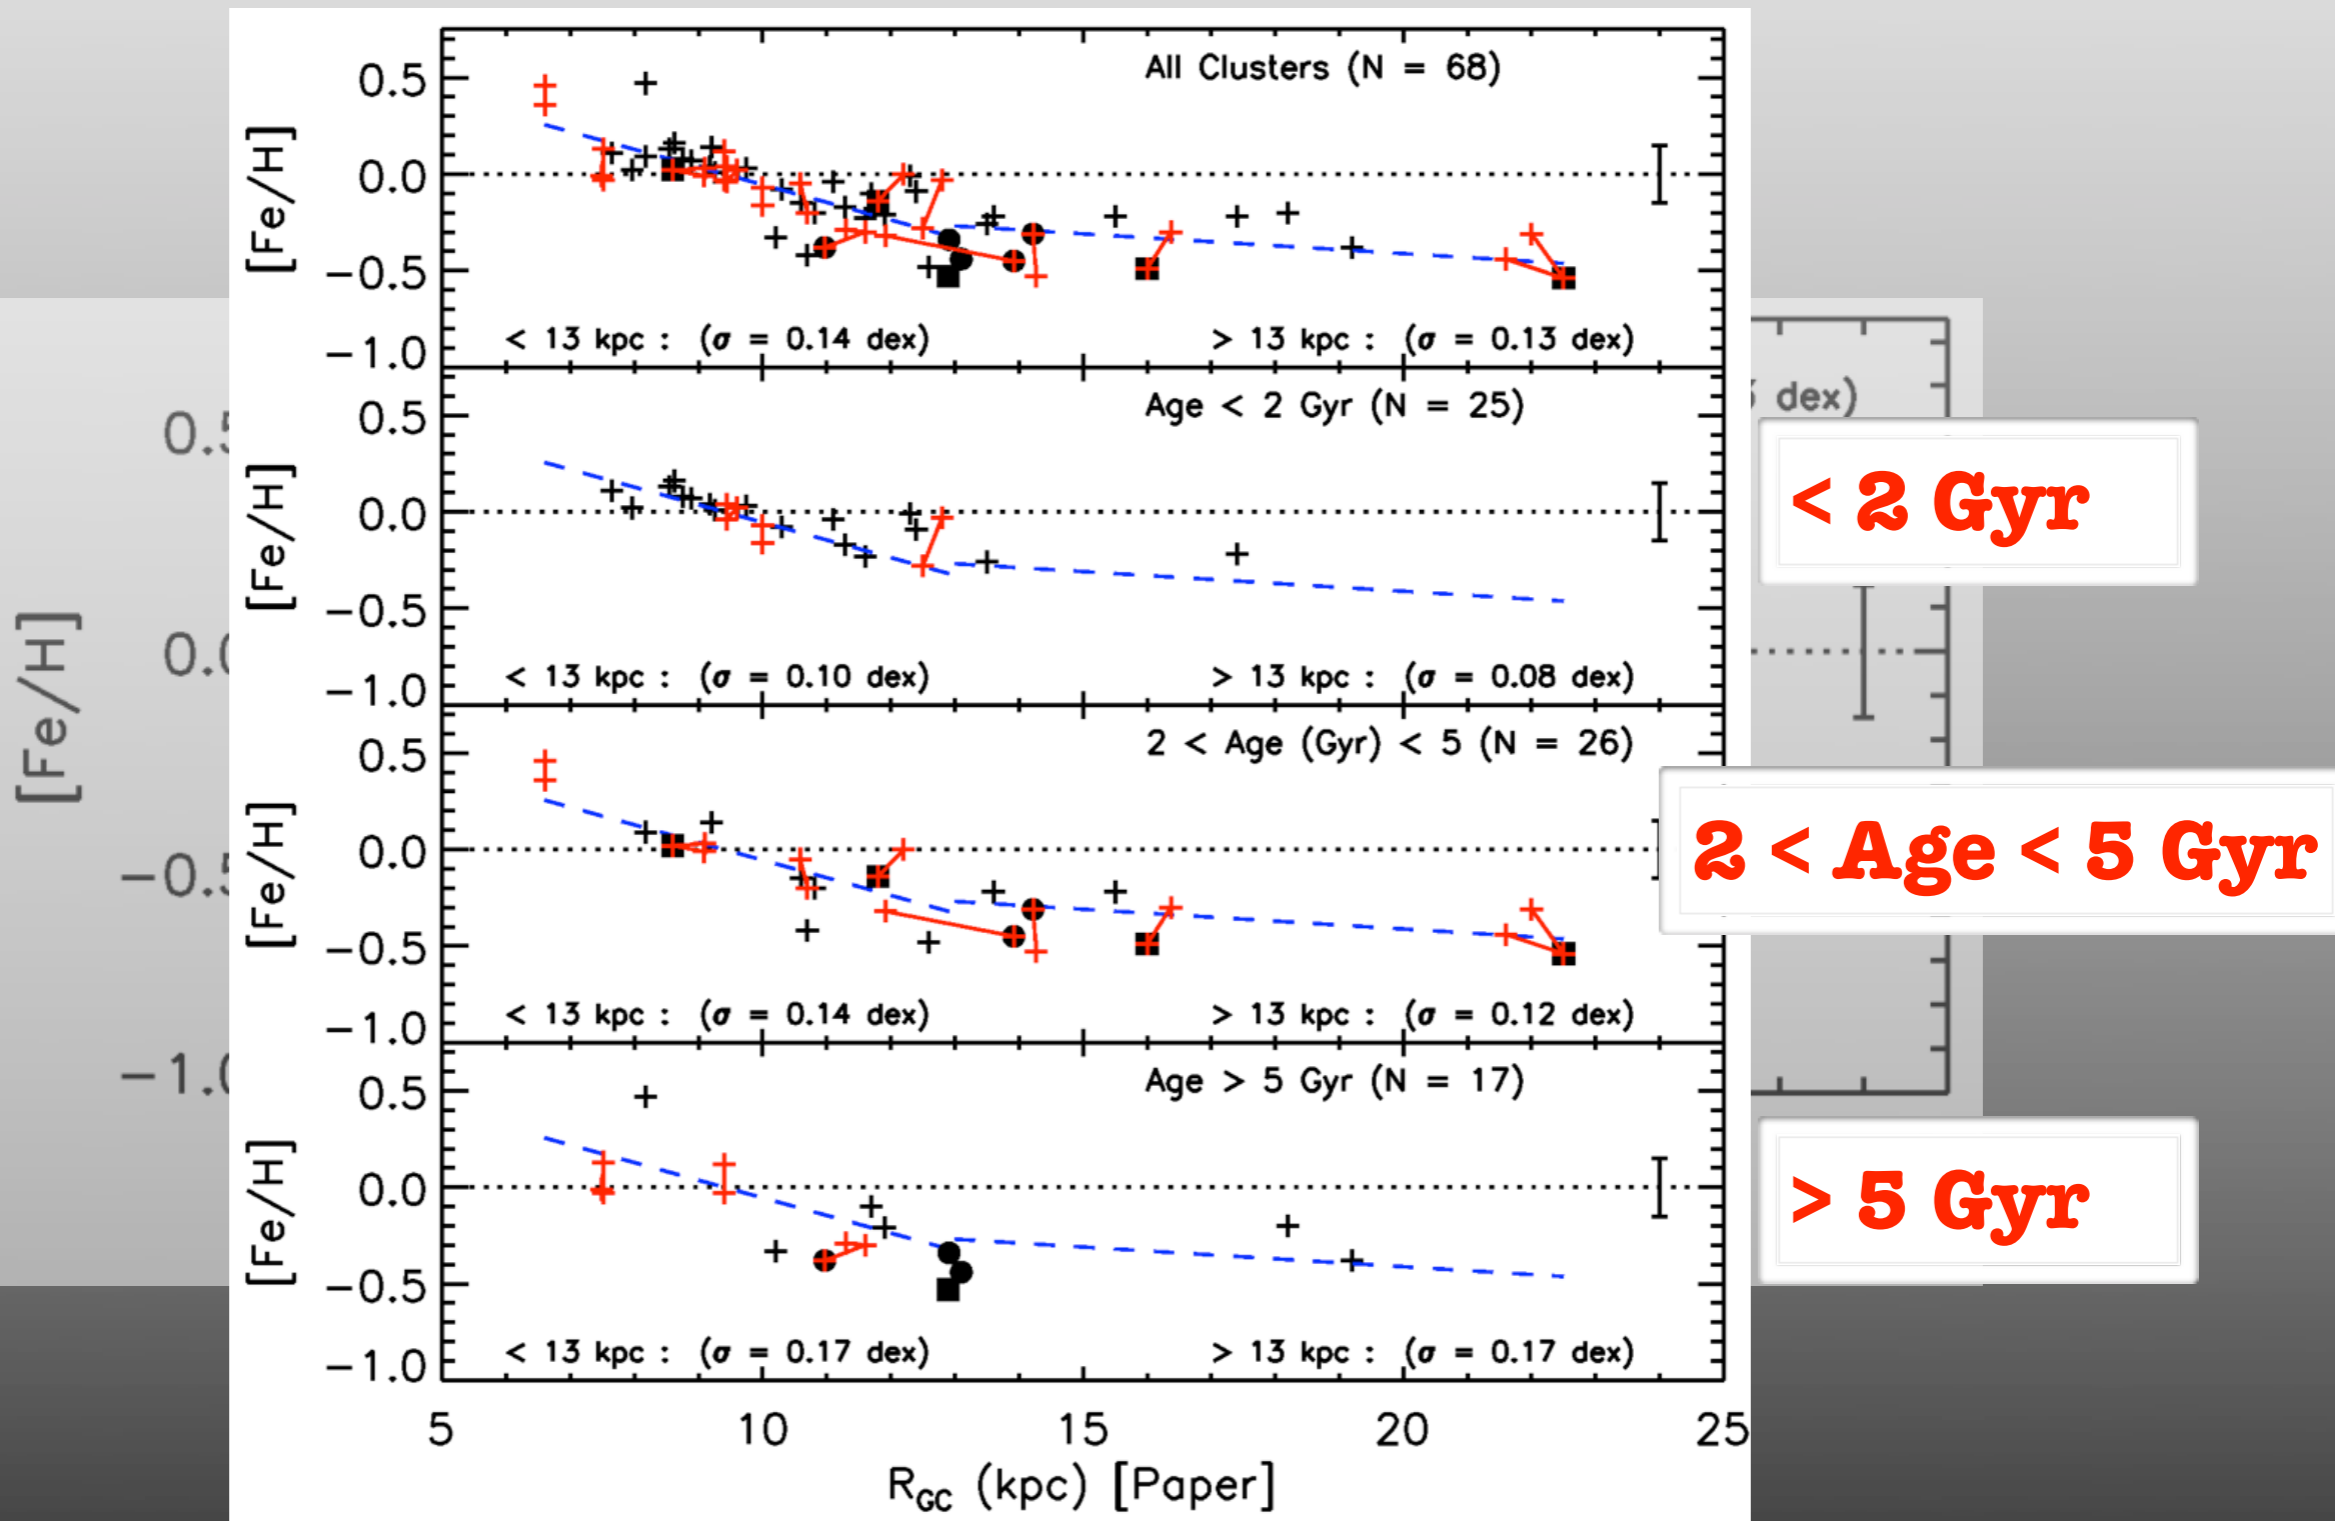 All Clusters (N = 68)
[Fe/H]
0.5
0.0
−0.5
−1.0
< 13 kpc : (σ = 0.14 dex)
> 13 kpc : (σ = 0.13 dex)
Age < 2 Gyr (N = 25)
[Fe/H]
0.5
0.0
−0.5
−1.0
< 13 kpc : (σ = 0.10 dex)
> 13 kpc : (σ = 0.08 dex)
dex)
< 2 Gyr
2 < Age (Gyr) < 5 (N = 26)
[Fe/H]
0.5
0.0
−0.5
−1.0
< 13 kpc : (σ = 0.14 dex)
> 13 kpc : (σ = 0.12 dex)
2 < Age < 5 Gyr
Age > 5 Gyr (N = 17)
[Fe/H]
0.5
0.0
−0.5
−1.0
< 13 kpc : (σ = 0.17 dex)
> 13 kpc : (σ = 0.17 dex)
> 5 Gyr
5 10 15 20 25
R_GC (kpc) [Paper]
[Fe/H]